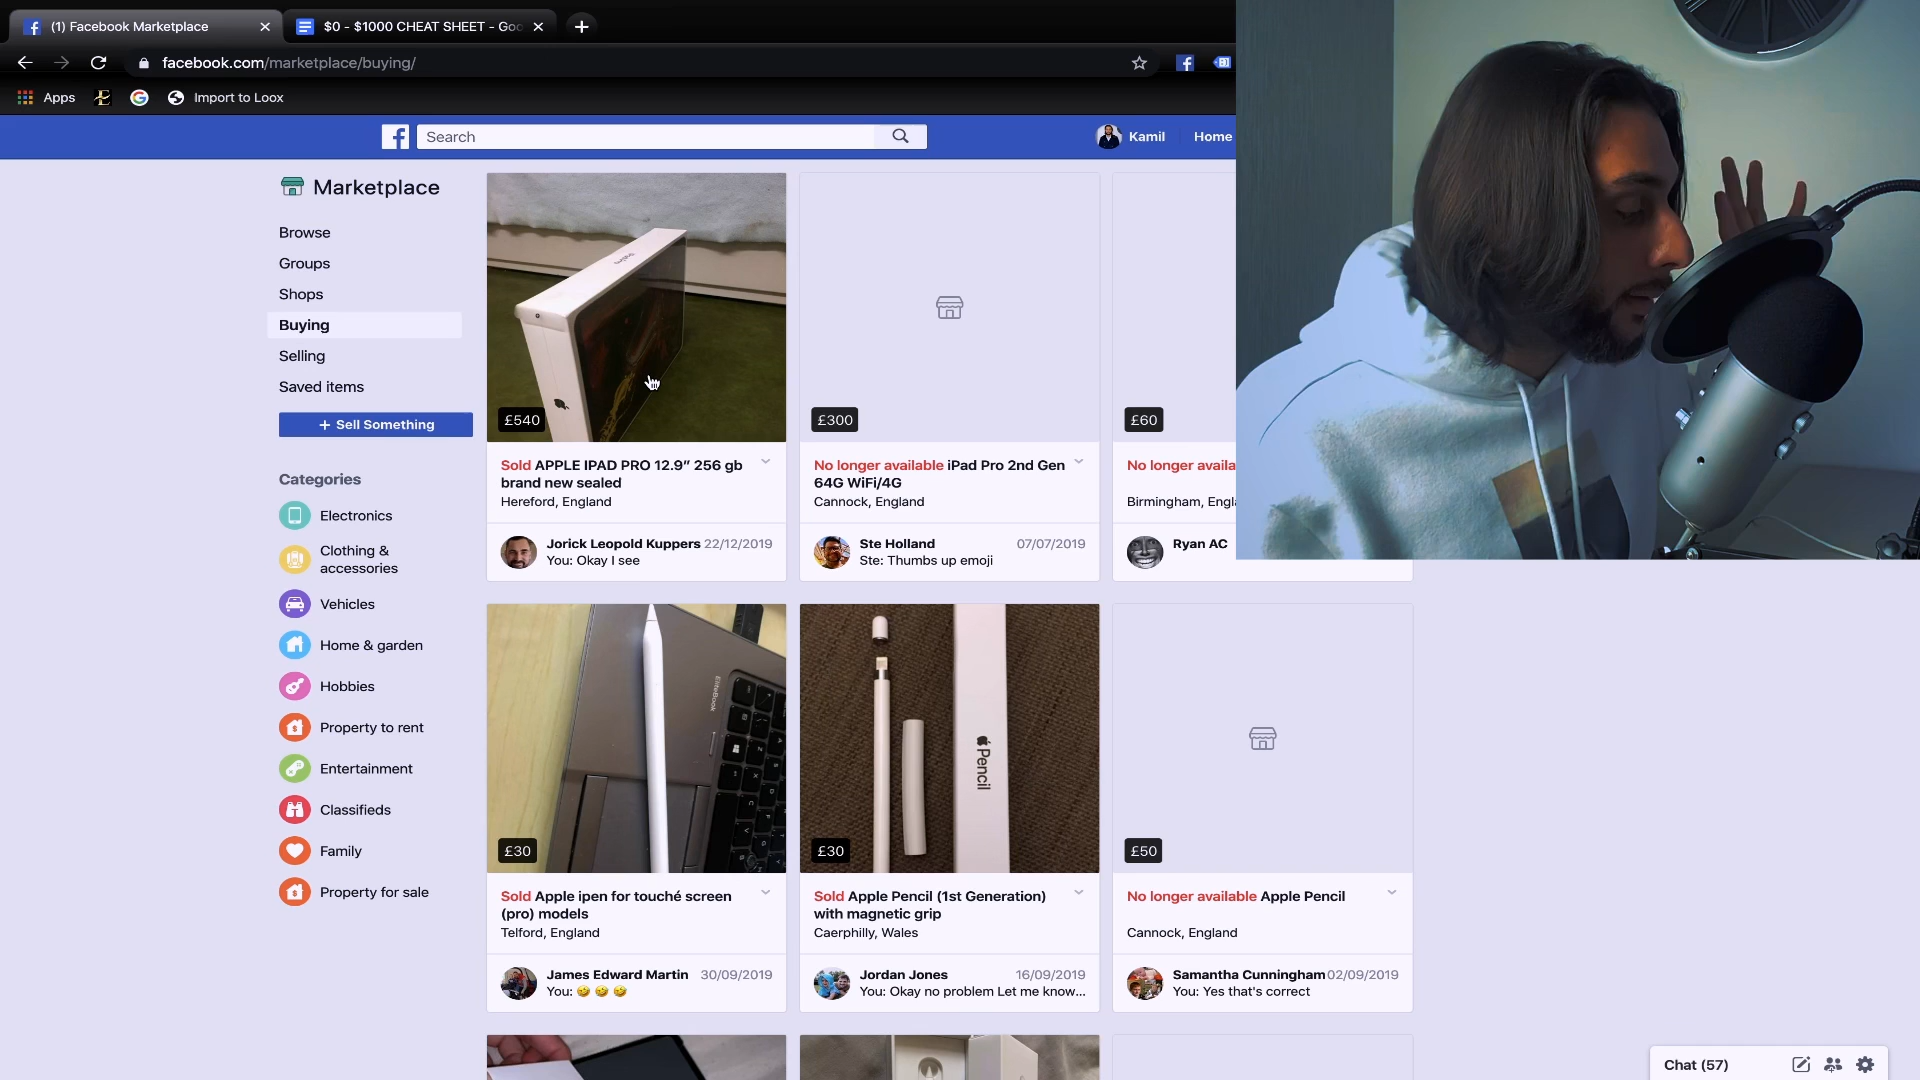 (1) Facebook Marketplace
$0 - $1000 CHEAT SHEET - Goo
facebook.com/marketplace/buying/
Apps
Import to Loox
Search
Kamil
Home
Marketplace
Browse
Groups
Shops
Buying
Selling
Saved items
+ Sell Something
Categories
Electronics
Clothing &
accessories
Vehicles
Home & garden
Hobbies
Property to rent
Entertainment
Classifieds
Family
Property for sale
£540
Sold APPLE IPAD PRO 12.9” 256 gb
brand new sealed
Hereford, England
Jorick Leopold Kuppers 22/12/2019
You: Okay I see
£300
No longer available iPad Pro 2nd Gen
64G WiFi/4G
Cannock, England
Ste Holland 07/07/2019
Ste: Thumbs up emoji
£60
No longer availa
Birmingham, Engl
Ryan AC
EliteBook
£30
Sold Apple ipen for touché screen
(pro) models
Telford, England
James Edward Martin 30/09/2019
You: 🤣 🤣 🤣
Pencil
£30
Sold Apple Pencil (1st Generation)
with magnetic grip
Caerphilly, Wales
Jordan Jones 16/09/2019
You: Okay no problem Let me know...
£50
No longer available Apple Pencil
Cannock, England
Samantha Cunningham 02/09/2019
You: Yes that's correct
Chat (57)